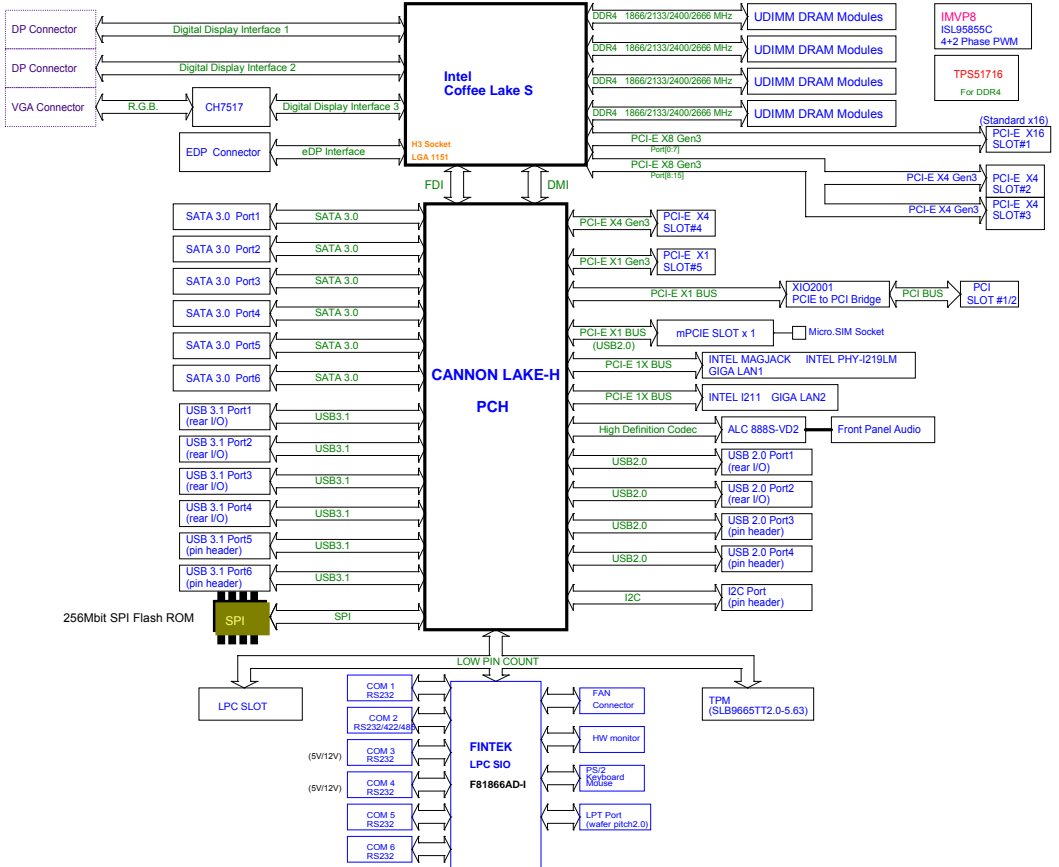 DP Connector
Digital Display Interface 1
DP Connector
Digital Display Interface 2
VGA Connector
R.G.B.
CH7517
Digital Display Interface 3
EDP Connector
eDP Interface
Intel
Coffee Lake S
H3 Socket
LGA 1151
DDR4 1866/2133/2400/2666 MHz
UDIMM DRAM Modules
DDR4 1866/2133/2400/2666 MHz
UDIMM DRAM Modules
DDR4 1866/2133/2400/2666 MHz
UDIMM DRAM Modules
DDR4 1866/2133/2400/2666 MHz
UDIMM DRAM Modules
IMVP8
ISL95855C
4+2 Phase PWM
TPS51716
For DDR4
(Standard x16)
PCI-E X8 Gen3
Port[0:7]
PCI-E X16
SLOT#1
PCI-E X8 Gen3
Port[8:15]
PCI-E X4 Gen3
PCI-E X4
SLOT#2
PCI-E X4 Gen3
PCI-E X4
SLOT#3
FDI
DMI
SATA 3.0 Port1
SATA 3.0
SATA 3.0 Port2
SATA 3.0
SATA 3.0 Port3
SATA 3.0
SATA 3.0 Port4
SATA 3.0
SATA 3.0 Port5
SATA 3.0
SATA 3.0 Port6
SATA 3.0
USB 3.1 Port1
(rear I/O)
USB3.1
USB 3.1 Port2
(rear I/O)
USB3.1
USB 3.1 Port3
(rear I/O)
USB3.1
USB 3.1 Port4
(rear I/O)
USB3.1
USB 3.1 Port5
(pin header)
USB3.1
USB 3.1 Port6
(pin header)
USB3.1
256Mbit SPI Flash ROM
SPI
SPI
CANNON LAKE-H
PCH
PCI-E X4 Gen3
PCI-E X4
SLOT#4
PCI-E X1 Gen3
PCI-E X1
SLOT#5
PCI-E X1 BUS
XIO2001
PCIE to PCI Bridge
PCI BUS
PCI
SLOT #1/2
PCI-E X1 BUS
(USB2.0)
mPCIE SLOT x 1
Micro.SIM Socket
PCI-E 1X BUS
INTEL MAGJACK INTEL PHY-I219LM
GIGA LAN1
PCI-E 1X BUS
INTEL I211 GIGA LAN2
High Definition Codec
ALC 888S-VD2
Front Panel Audio
USB2.0
USB 2.0 Port1
(rear I/O)
USB2.0
USB 2.0 Port2
(rear I/O)
USB2.0
USB 2.0 Port3
(pin header)
USB2.0
USB 2.0 Port4
(pin header)
I2C
I2C Port
(pin header)
LOW PIN COUNT
LPC SLOT
TPM
(SLB9665TT2.0-5.63)
COM 1
RS232
COM 2
RS232/422/485
(5V/12V)
COM 3
RS232
(5V/12V)
COM 4
RS232
COM 5
RS232
COM 6
RS232
FINTEK
LPC SIO
F81866AD-I
FAN
Connector
HW monitor
PS/2
Keyboard
Mouse
LPT Port
(wafer pitch2.0)